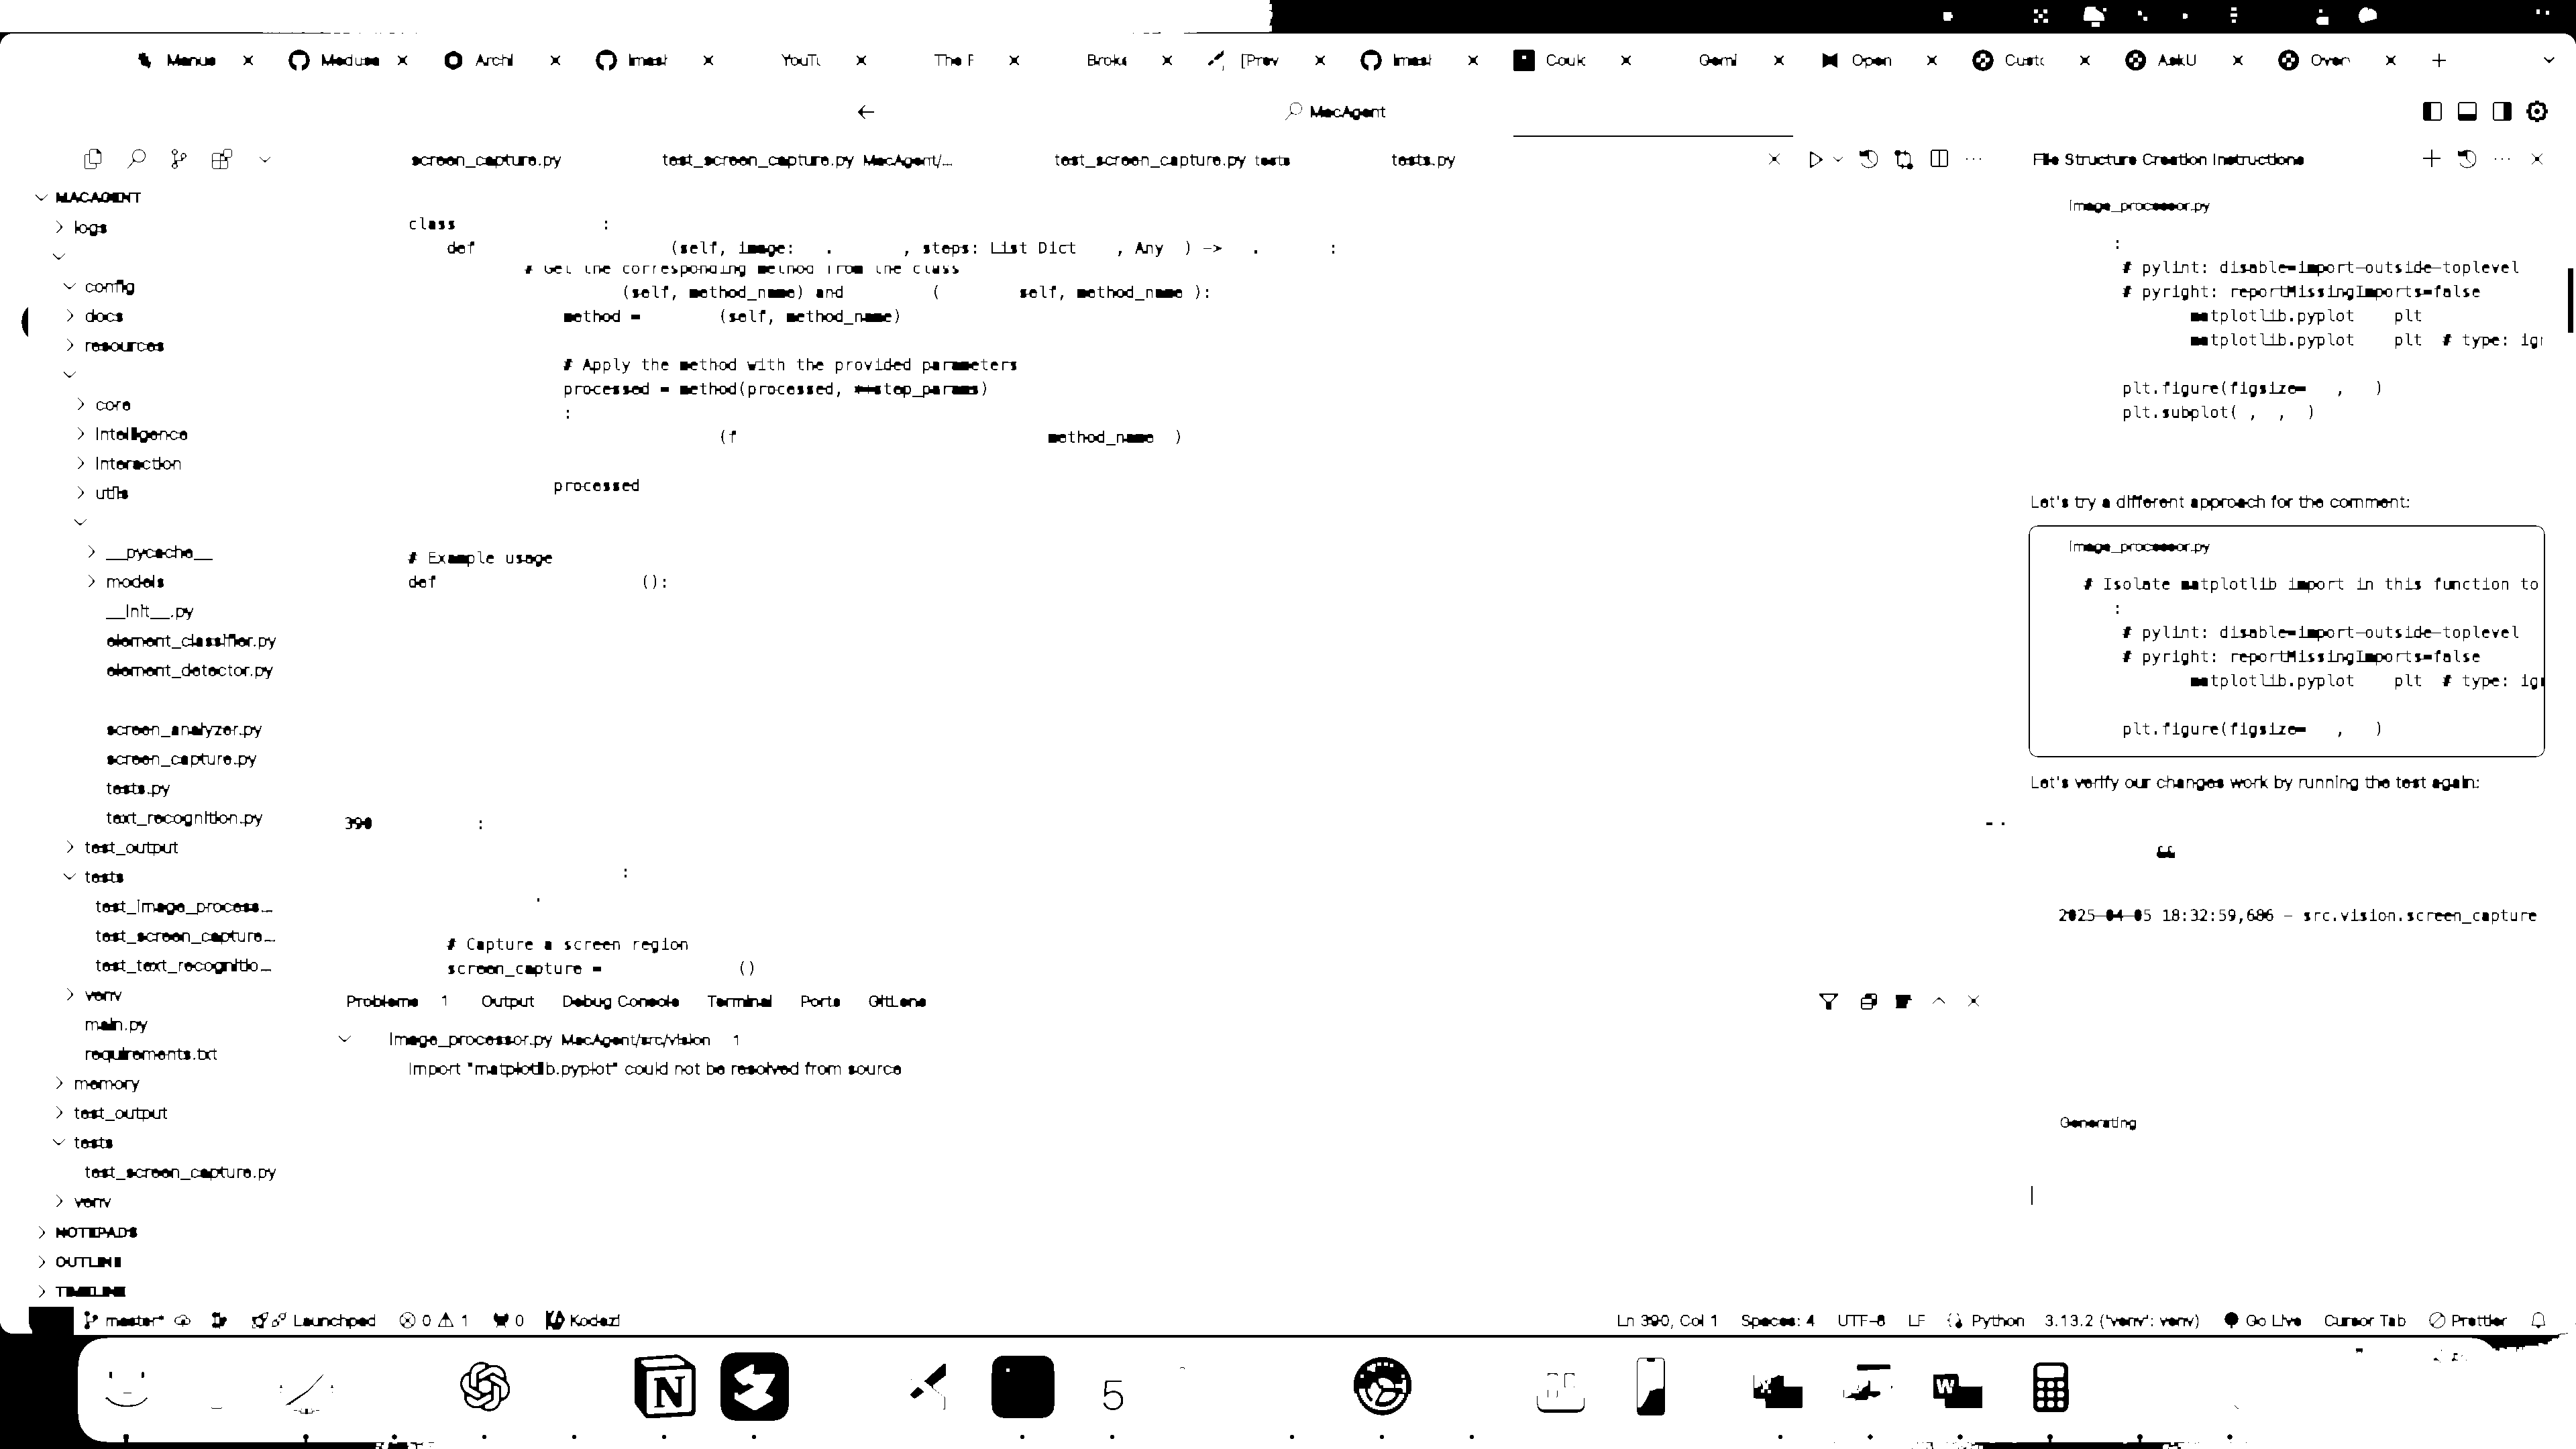 Manus
Medusa
Archi
Imest
YouTu
The F
Broke
[Prev
Imest
Could
Gemi
Open
Custo
AskU
Over
MacAgent
screen_capture.py
test_screen_capture.py MacAgent/...
test_screen_capture.py tests
tests.py
File Structure Creation Instructions
MACAGENT
logs
config
docs
resources
core
intelligence
interaction
utils
__pycache__
models
__init__.py
element_classifier.py
element_detector.py
screen_analyzer.py
screen_capture.py
tests.py
text_recognition.py
test_output
tests
test_image_process...
test_screen_capture...
test_text_recognitio...
venv
main.py
requirements.txt
memory
test_output
tests
test_screen_capture.py
venv
NOTEPADS
OUTLINE
TIMELINE
class :
def (self, image: . , steps: List Dict , Any ) -> . :
# Get the corresponding method from the class
(self, method_name) and ( self, method_name ):
method = (self, method_name)
# Apply the method with the provided parameters
processed = method(processed, **step_params)
:
(f method_name )
processed
# Example usage
def ():
390 :
:
.
# Capture a screen region
screen_capture = ()
Problems 1 Output Debug Console Terminal Ports GitLens
image_processor.py MacAgent/src/vision 1
Import "matplotlib.pyplot" could not be resolved from source
image_processor.py
:
# pylint: disable=import-outside-toplevel
# pyright: reportMissingImports=false
matplotlib.pyplot plt
matplotlib.pyplot plt # type: ig
plt.figure(figsize= , )
plt.subplot( , , )
Let's try a different approach for the comment:
image_processor.py
# Isolate matplotlib import in this function to
:
# pylint: disable=import-outside-toplevel
# pyright: reportMissingImports=false
matplotlib.pyplot plt # type: ig
plt.figure(figsize= , )
Let's verify our changes work by running the test again:
&&
2025-04-05 18:32:59,686 - src.vision.screen_capture
Generating
master* Launchpad 0 1 0 Kodezi
Ln 390, Col 1 Spaces: 4 UTF-8 LF Python 3.13.2 ('venv': venv) Go Live Cursor Tab Prettier
N
5
W